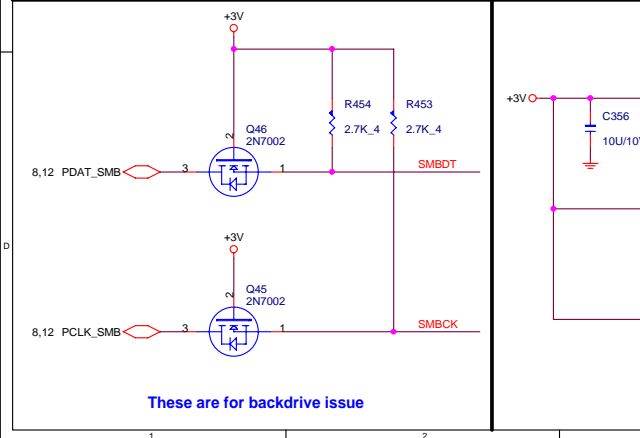 +3V
R454
R453
+3V
C356
Q46
2N7002
2
2.7K_4
2.7K_4
10U/10V
8,12 PDAT_SMB
3
1
SMBDT
+3V
D
Q45
2N7002
2
8,12 PCLK_SMB
3
1
SMBCK
These are for backdrive issue
1
2